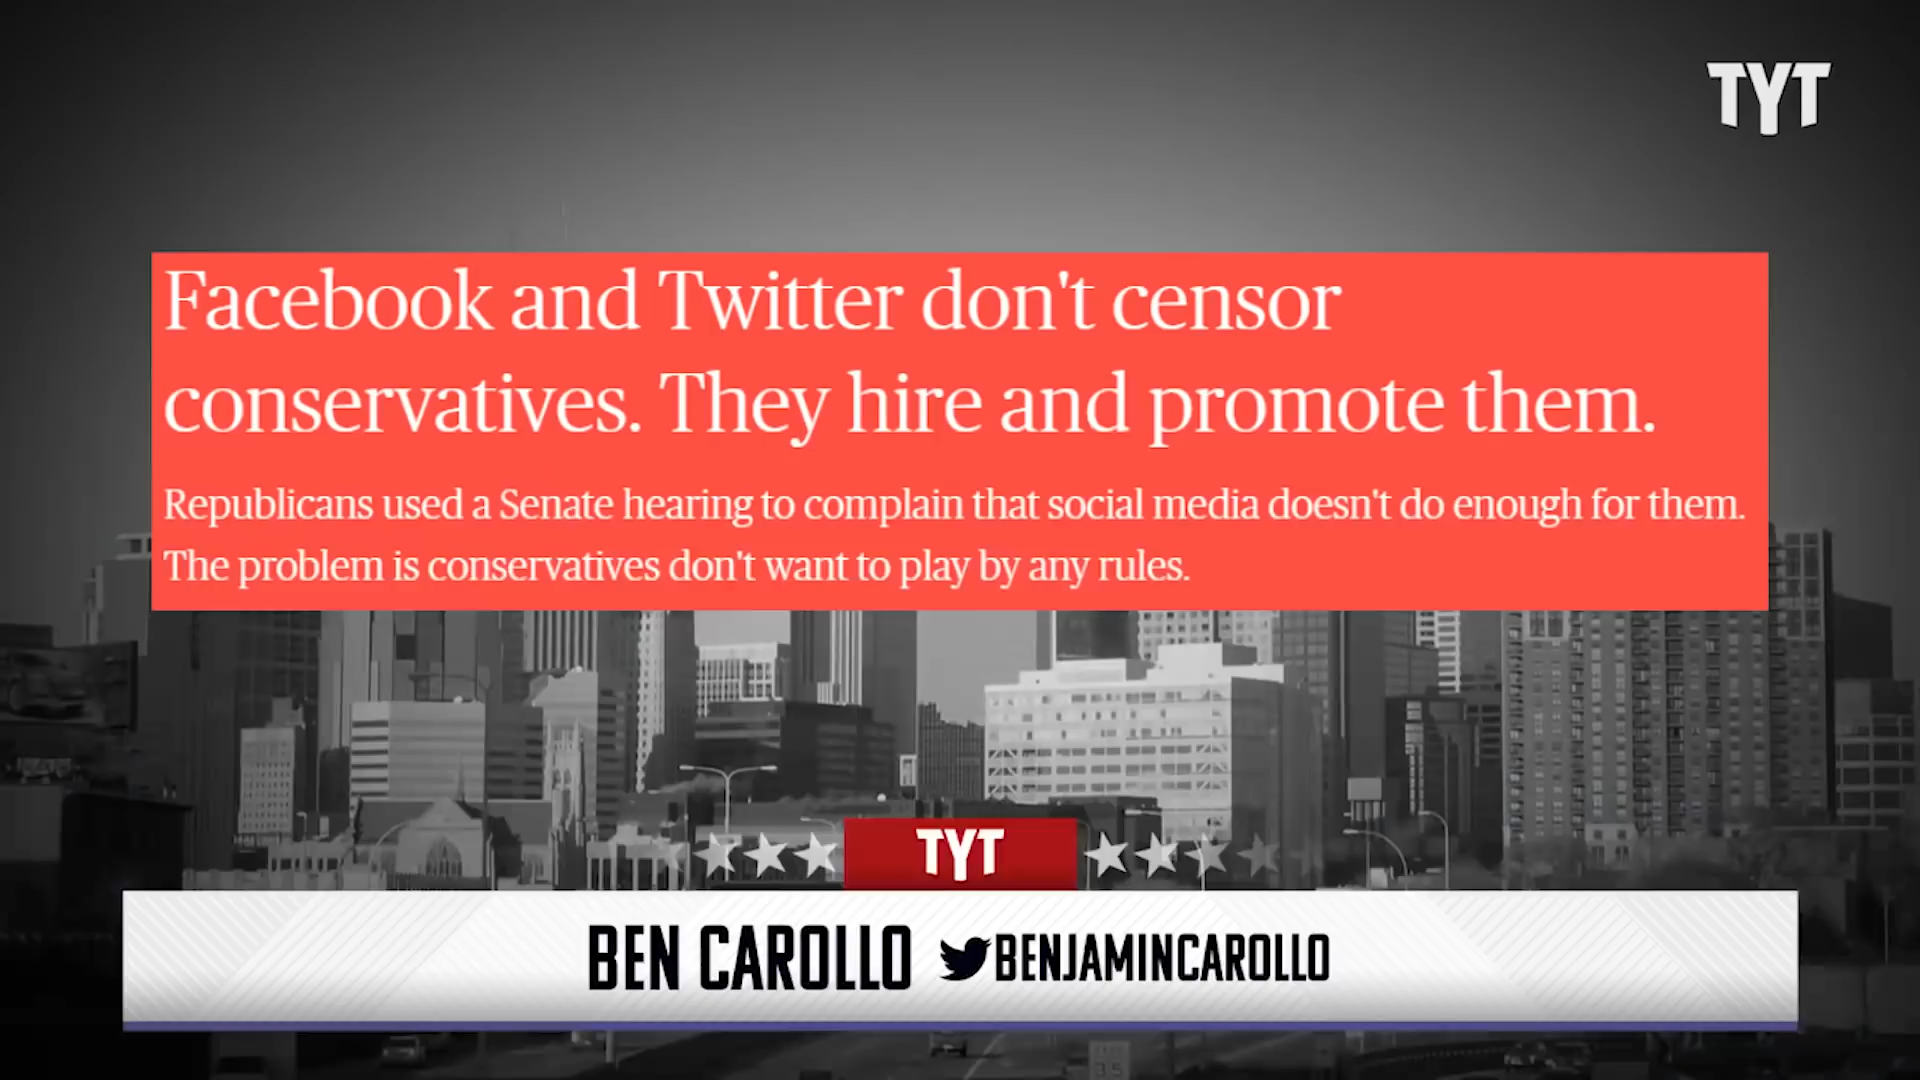 TYT
Facebook and Twitter don't censor
conservatives. They hire and promote them.
Republicans used a Senate hearing to complain that social media doesn't do enough for them.
The problem is conservatives don't want to play by any rules.
TYT
BEN CAROLLO BENJAMINCAROLLO
35